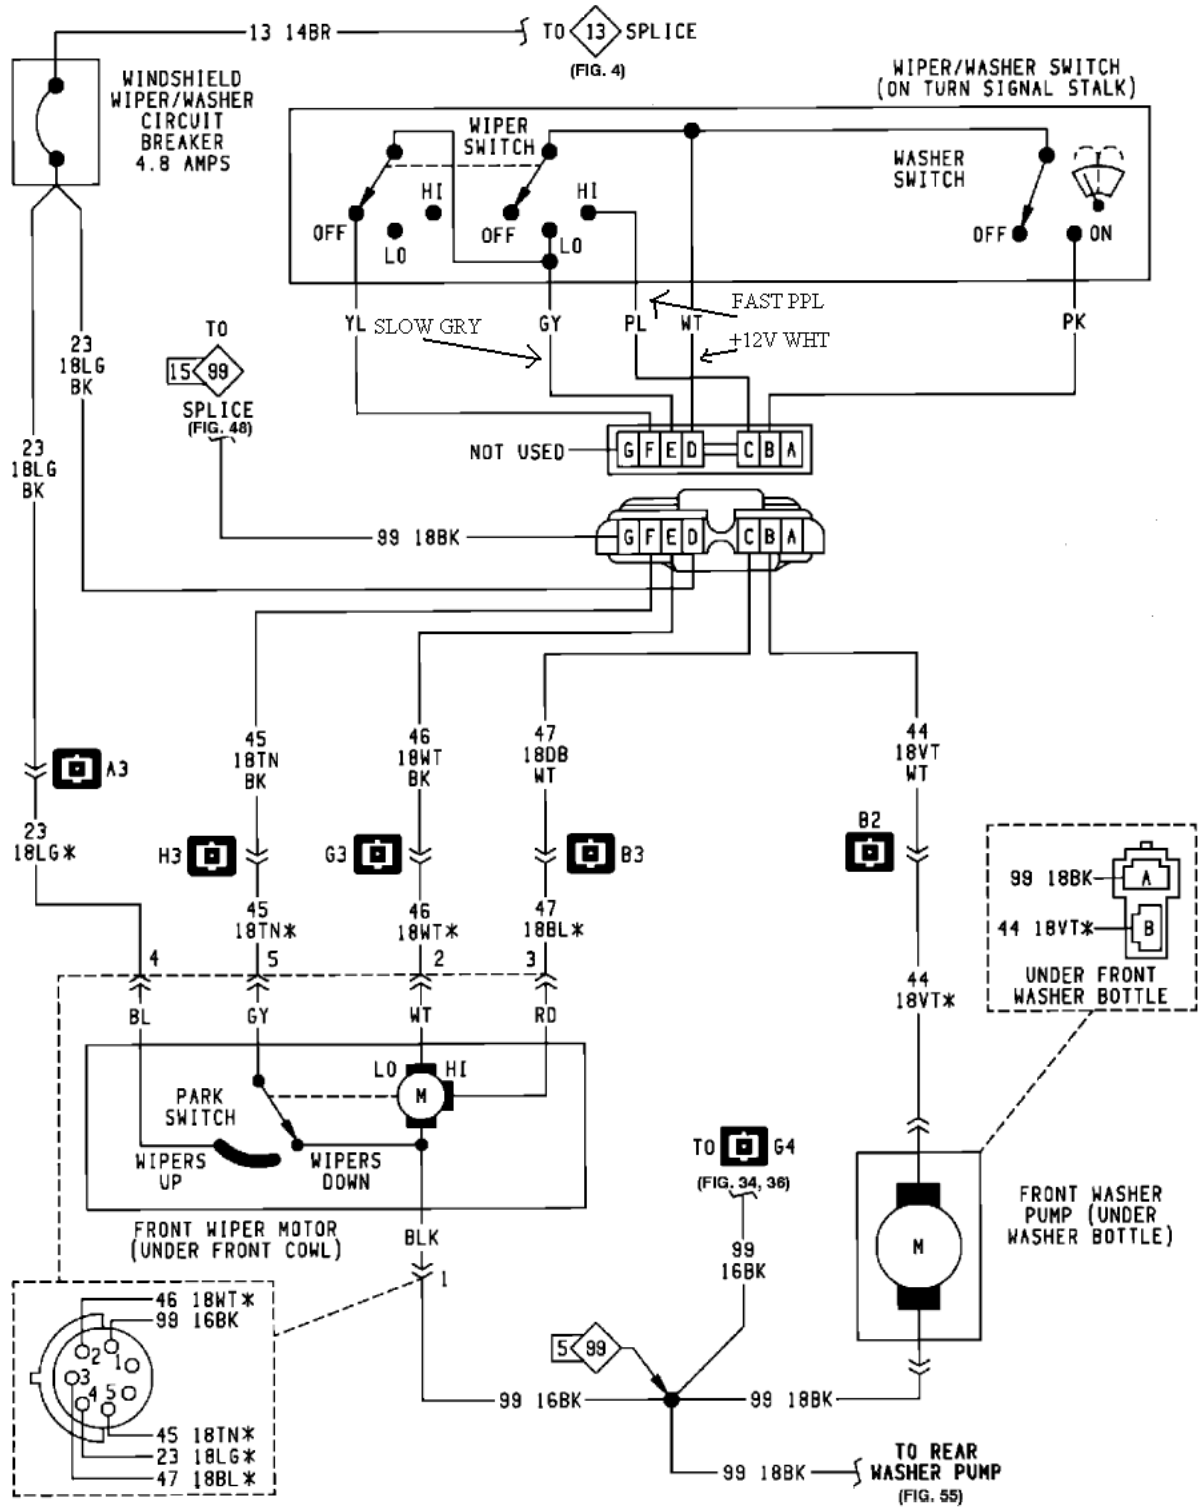 13 14BR
TO 13 SPLICE
(FIG. 4)
WINDSHIELD
WIPER/WASHER
CIRCUIT
BREAKER
4.8 AMPS
WIPER/WASHER SWITCH
(ON TURN SIGNAL STALK)
WIPER
SWITCH
WASHER
SWITCH
HI
HI
OFF
LO
OFF
LO
OFF
ON
YL
SLOW GRY
GY
PL
WT
FAST PPL
+12V WHT
PK
23
18LG
BK
TO
15 99
SPLICE
(FIG. 48)
23
18LG
BK
NOT USED
G F E D C B A
99 18BK
G F E D C B A
A3
45
18TN
BK
46
18WT
BK
47
18DB
WT
44
18VT
WT
23
18LG*
H3
G3
B3
B2
99 18BK
A
44 18VT*
B
UNDER FRONT
WASHER BOTTLE
45
18TN*
46
18WT*
47
18BL*
44
18VT*
4
5
2
3
BL
GY
WT
RD
LO
HI
M
PARK
SWITCH
WIPERS
UP
WIPERS
DOWN
FRONT WIPER MOTOR
(UNDER FRONT COWL)
BLK
1
TO G4
(FIG. 34, 36)
99
16BK
M
FRONT WASHER
PUMP (UNDER
WASHER BOTTLE)
46 18WT*
99 16BK
2
1
3
4
5
45 18TN*
23 18LG*
47 18BL*
5 99
99 16BK
99 18BK
99 18BK
TO REAR
WASHER PUMP
(FIG. 55)